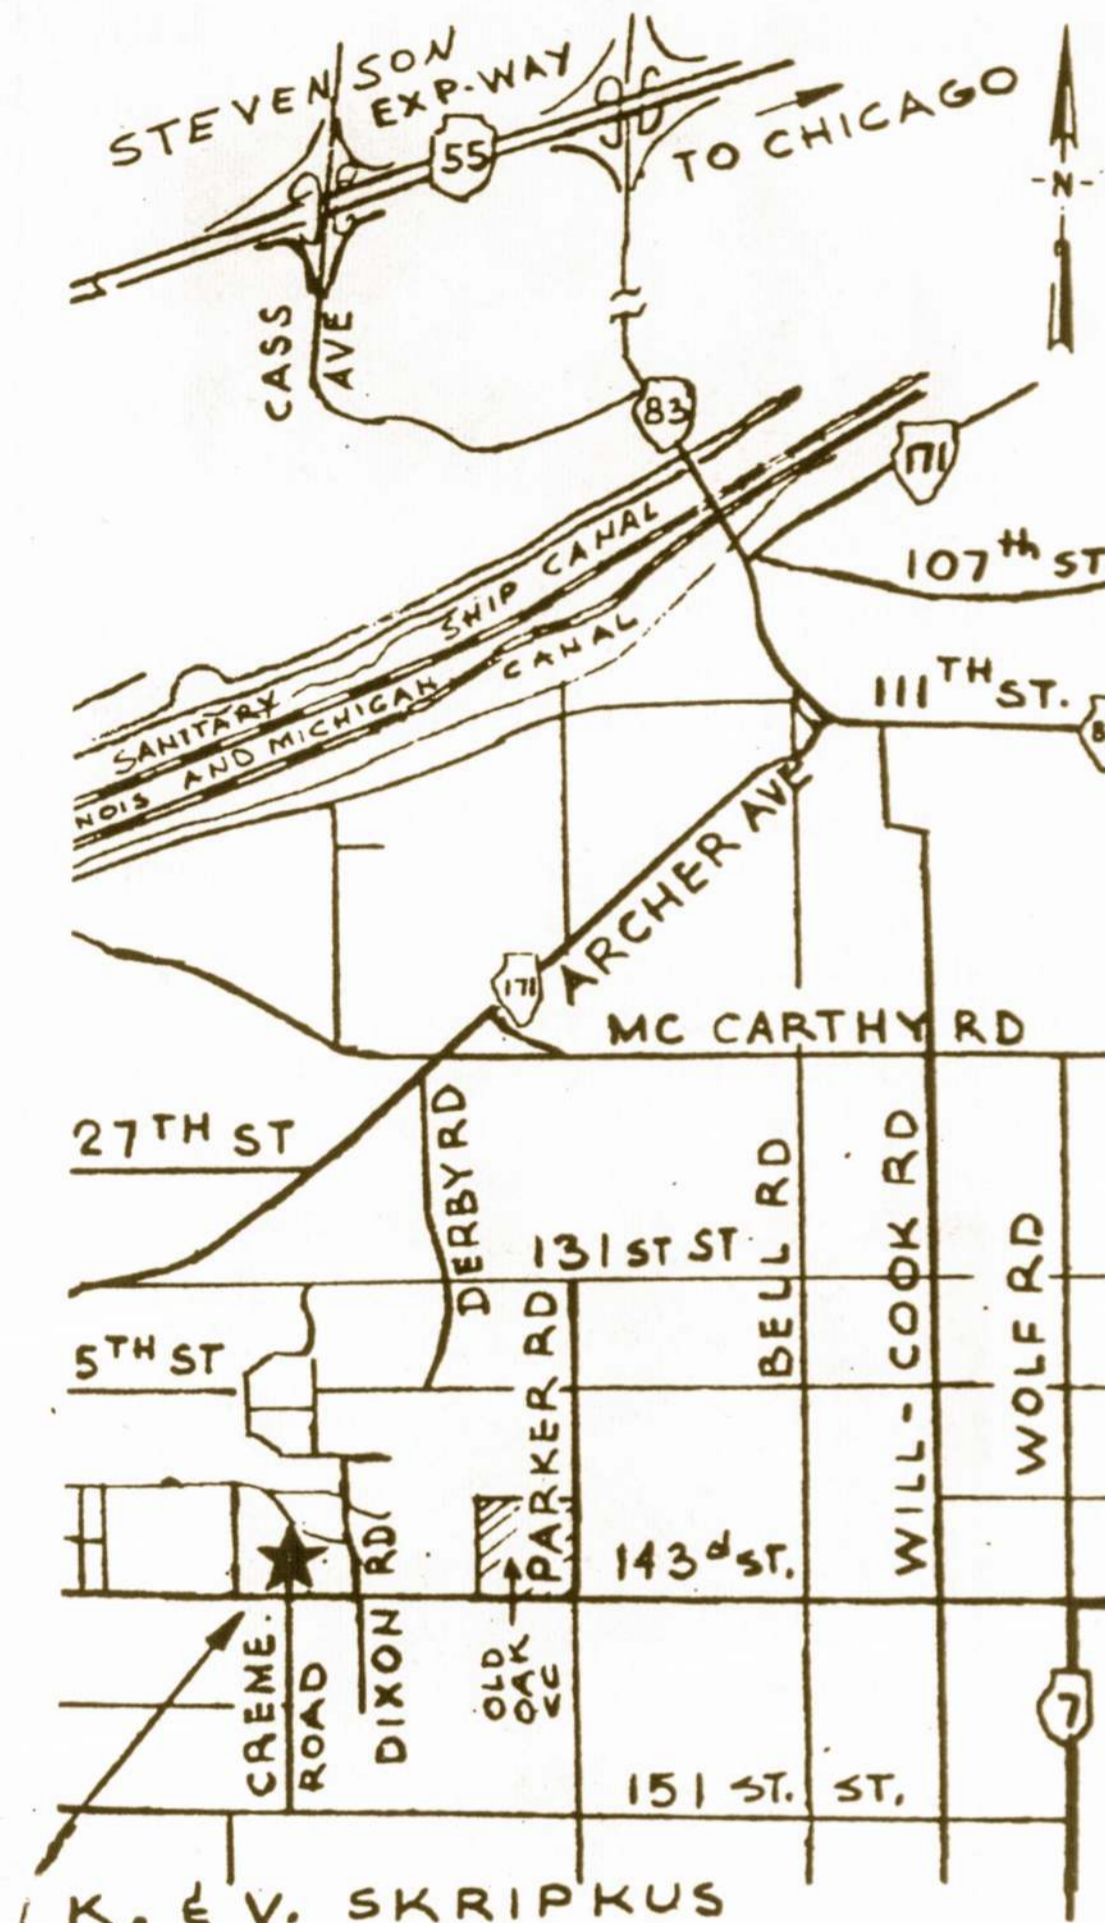 STEVENSON
EXP-WAY
55
TO CHICAGO
-N-
CASS
AVE
83
171
107th ST
SHIP CANAL
SANITARY
CANAL
NOIS AND MICHIGAN
111TH ST.
8
ARCHER AVE
171
MC CARTHY RD
27TH ST
DERBY RD
BELL RD
WILL-COOK RD
WOLF RD
131 ST ST
5TH ST
PARKER RD
143d ST.
DIXON RD
OLD
OAK
CC
CREME.
ROAD
7
151 ST. ST.
K. & V. SKRIPKUS